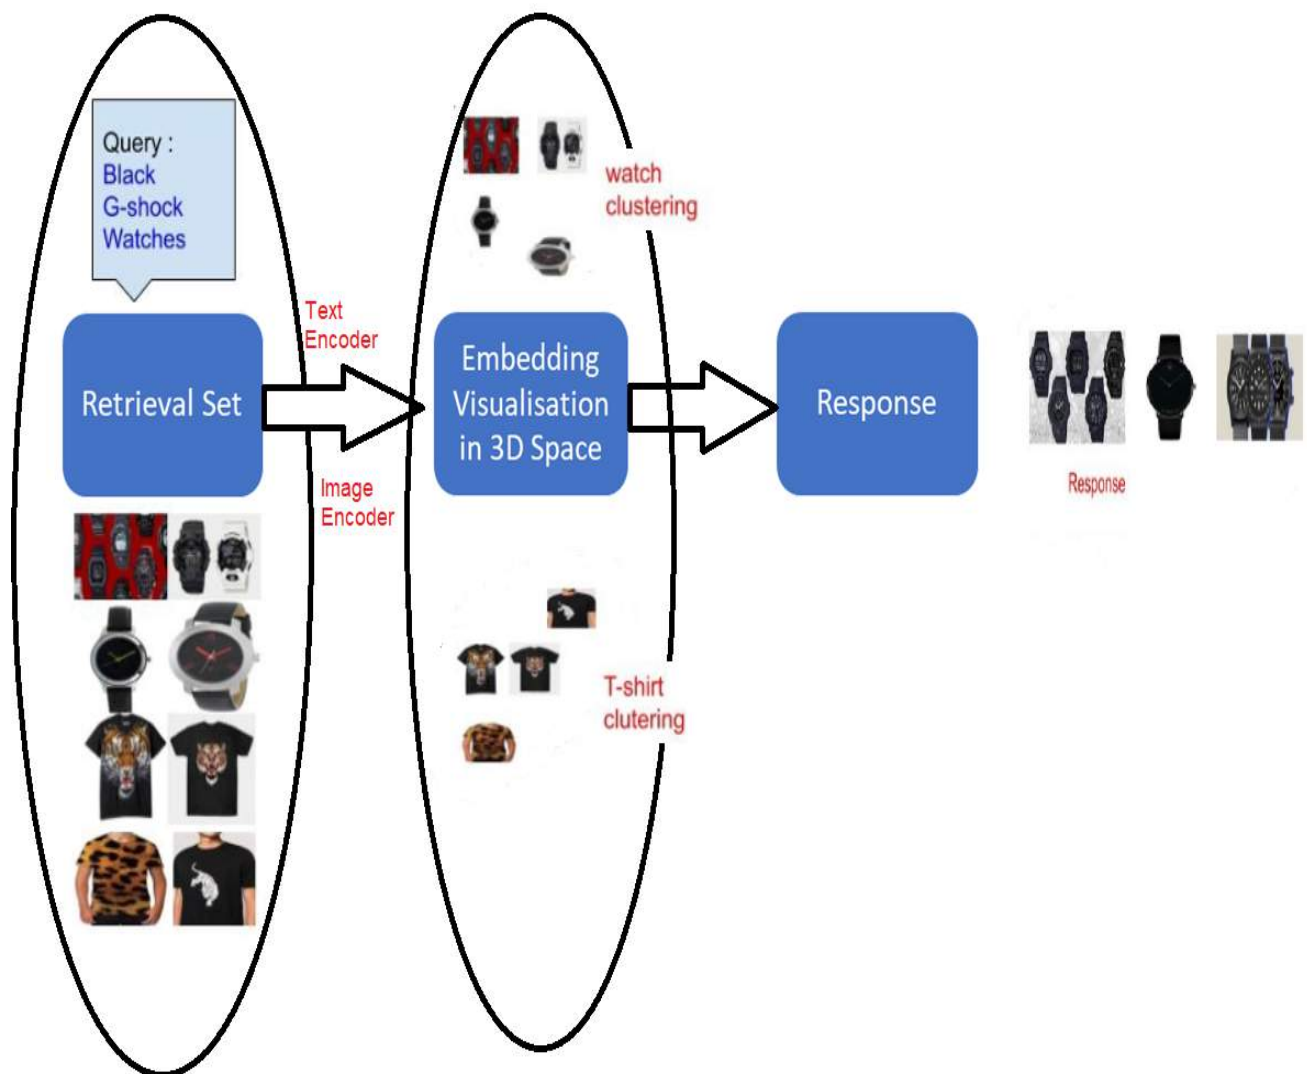 Query :
Black
G-shock
Watches
Retrieval Set
Text
Encoder
Image
Encoder
watch
clustering
Embedding
Visualisation
in 3D Space
T-shirt
clutering
Response
Response